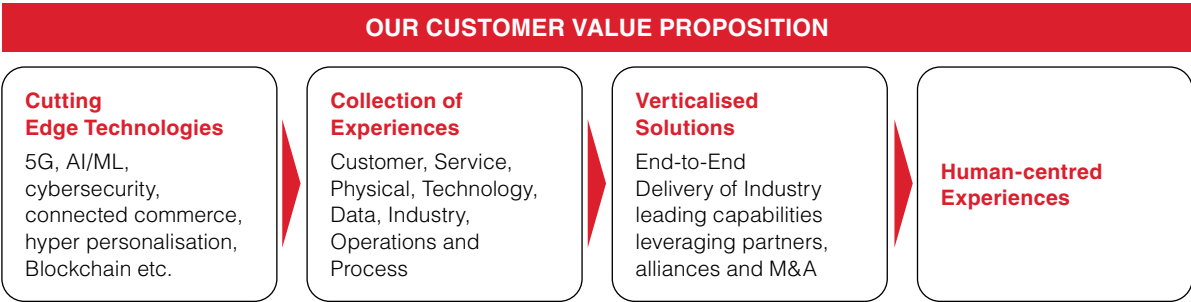 OUR CUSTOMER VALUE PROPOSITION
Cutting
Edge Technologies
5G, AI/ML,
cybersecurity,
connected commerce,
hyper personalisation,
Blockchain etc.
Collection of
Experiences
Customer, Service,
Physical, Technology,
Data, Industry,
Operations and
Process
Verticalised
Solutions
End-to-End
Delivery of Industry
leading capabilities
leveraging partners,
alliances and M&A
Human-centred
Experiences